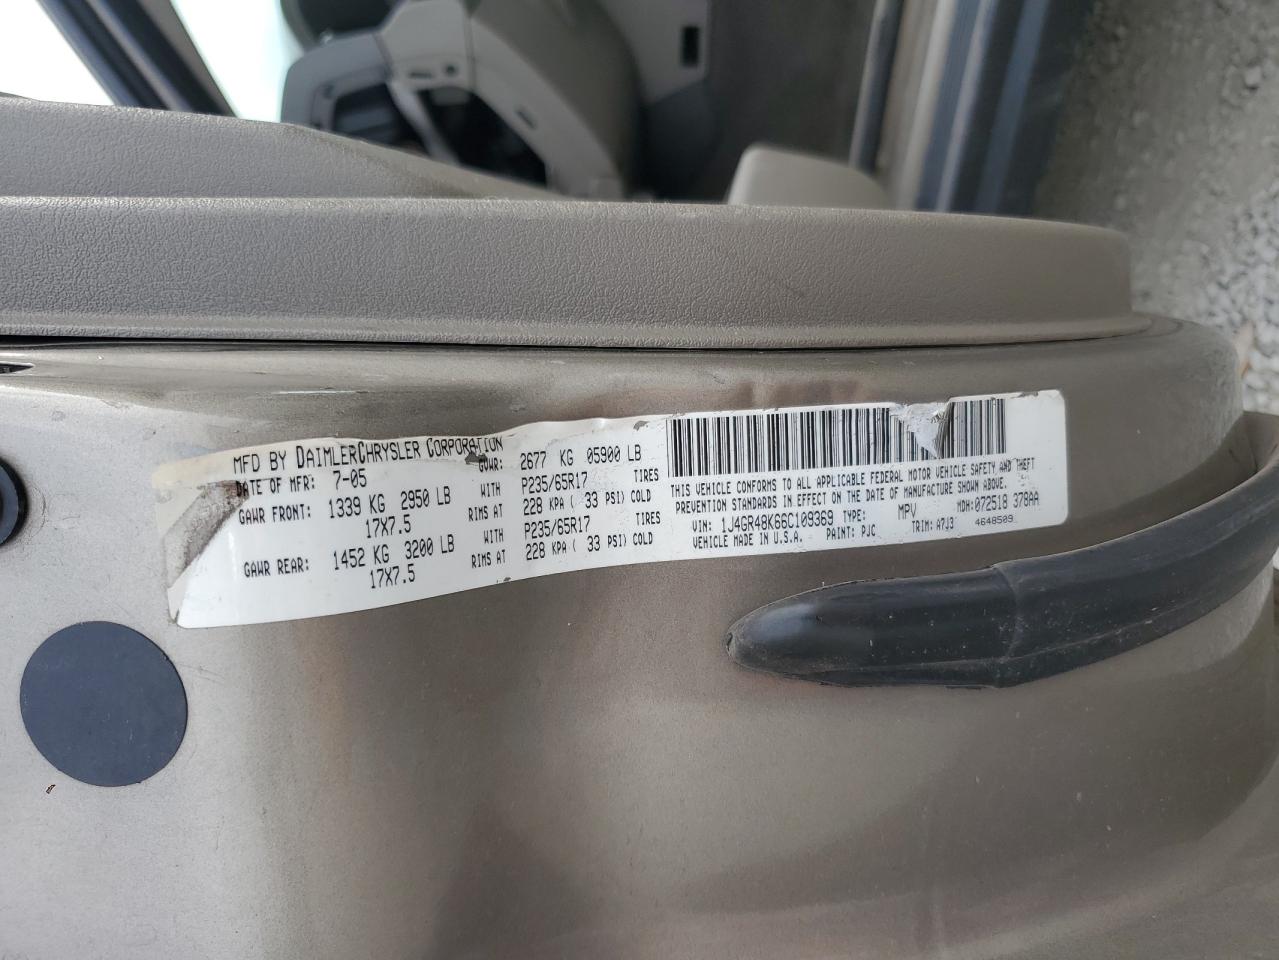 MFD BY DAIMLERCHRYSLER CORPORATION
DATE OF MFR: 7-05 GVWR: 2677 KG 05900 LB
GAWR FRONT: 1339 KG 2950 LB WITH P235/65R17 TIRES
17X7.5 RIMS AT 228 KPA ( 33 PSI) COLD
GAWR REAR: 1452 KG 3200 LB WITH P235/65R17 TIRES
17X7.5 RIMS AT 228 KPA ( 33 PSI) COLD
THIS VEHICLE CONFORMS TO ALL APPLICABLE FEDERAL MOTOR VEHICLE SAFETY AND THEFT
PREVENTION STANDARDS IN EFFECT ON THE DATE OF MANUFACTURE SHOWN ABOVE.
VIN: 1J4GR48K66C109369 TYPE: MPV MDH: 072518 378AA
VEHICLE MADE IN U.S.A. PAINT: PJC TRIM: A7J3 4648509